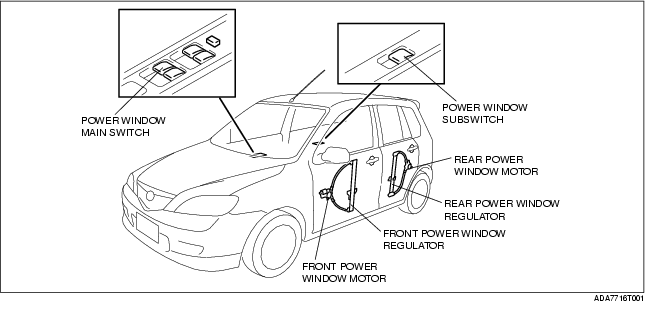 POWER WINDOW
MAIN SWITCH
POWER WINDOW
SUBSWITCH
REAR POWER
WINDOW MOTOR
REAR POWER WINDOW
REGULATOR
FRONT POWER WINDOW
REGULATOR
FRONT POWER
WINDOW MOTOR
ADA7716T001